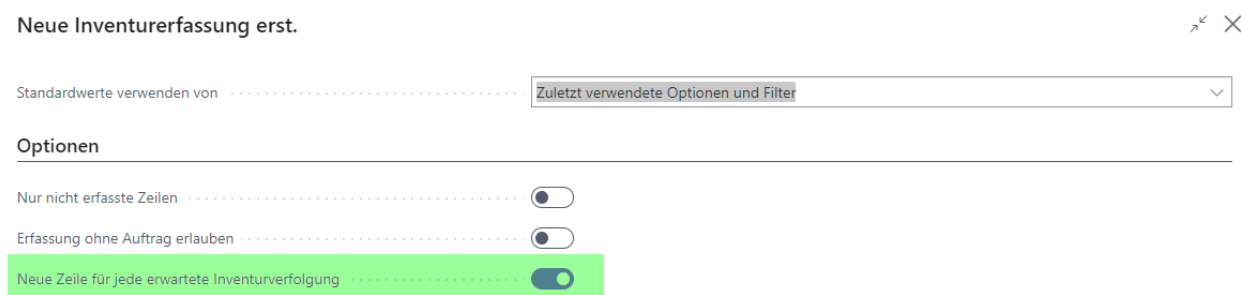 Neue Inventurerfassung erst.
Standardwerte verwenden von
Zuletzt verwendete Optionen und Filter
Optionen
Nur nicht erfasste Zeilen
Erfassung ohne Auftrag erlauben
Neue Zeile für jede erwartete Inventurverfolgung